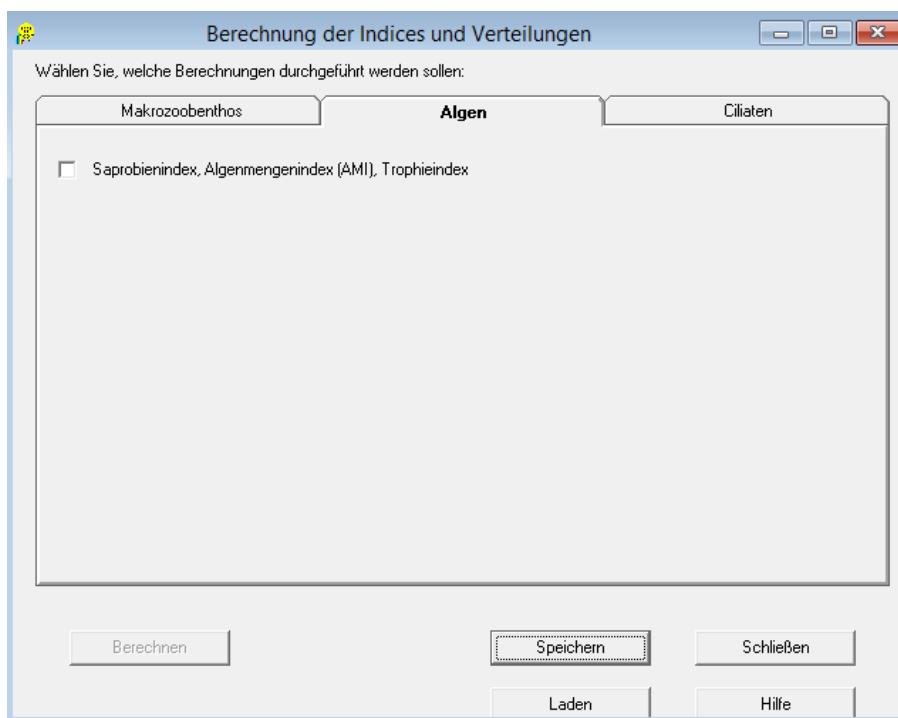 Berechnung der Indices und Verteilungen
Wählen Sie, welche Berechnungen durchgeführt werden sollen:
Makrozoobenthos Algen Ciliaten
Saprobienindex, Algenmengenindex (AMI), Trophieindex
Berechnen Speichern Schließen
Laden Hilfe